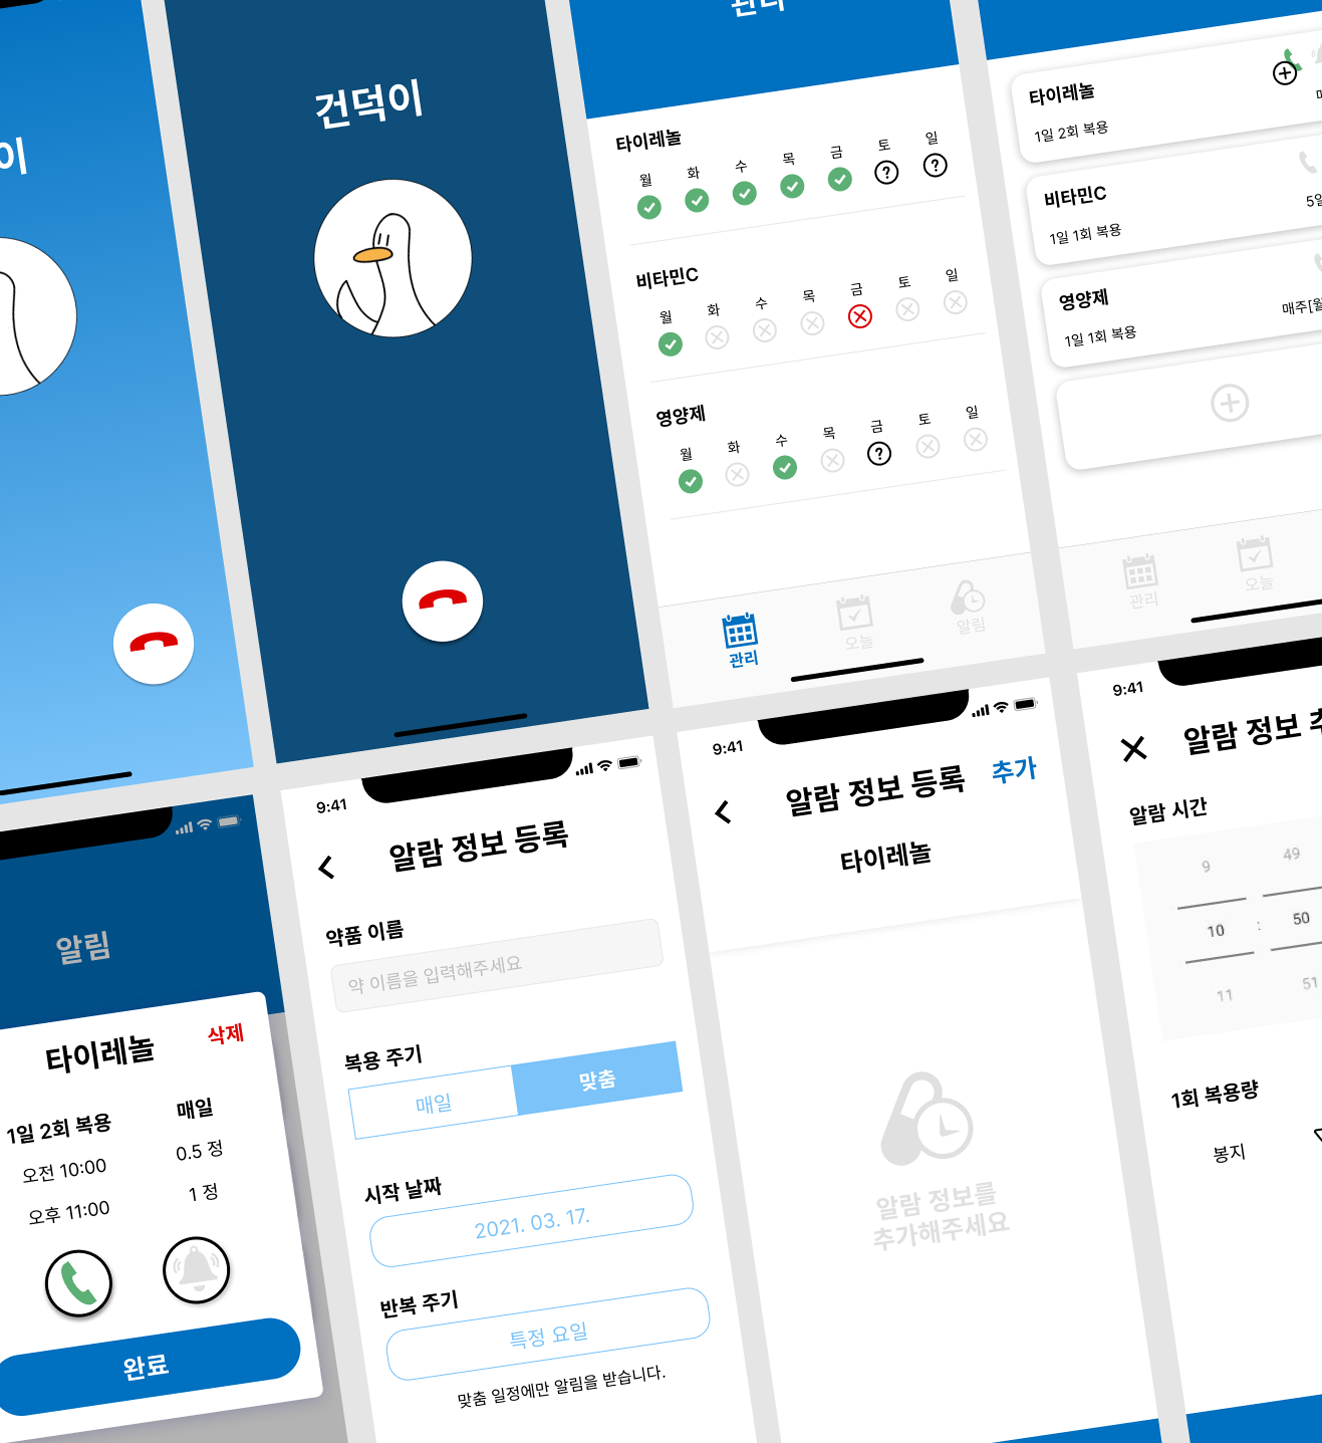 이
건덕이
관리
타이레놀
월 화 수 목 금 토 일
비타민C
월 화 수 목 금 토 일
영양제
월 화 수 목 금 토 일
관리 오늘 알림
타이레놀
1일 2회 복용
비타민C
1일 1회 복용
5일
영양제
1일 1회 복용
매주[월
관리 오늘
알림
타이레놀 삭제
1일 2회 복용 매일
오전 10:00 0.5 정
오후 11:00 1 정
완료
9:41
알람 정보 등록
약품 이름
약 이름을 입력해주세요
복용 주기
매일 맞춤
시작 날짜
2021. 03. 17.
반복 주기
특정 요일
맞춤 일정에만 알림을 받습니다.
9:41
알람 정보 등록 추가
타이레놀
알람 정보를
추가해주세요
9:41
알람 정보
알람 시간
9 49
10 : 50
11 51
1회 복용량
봉지